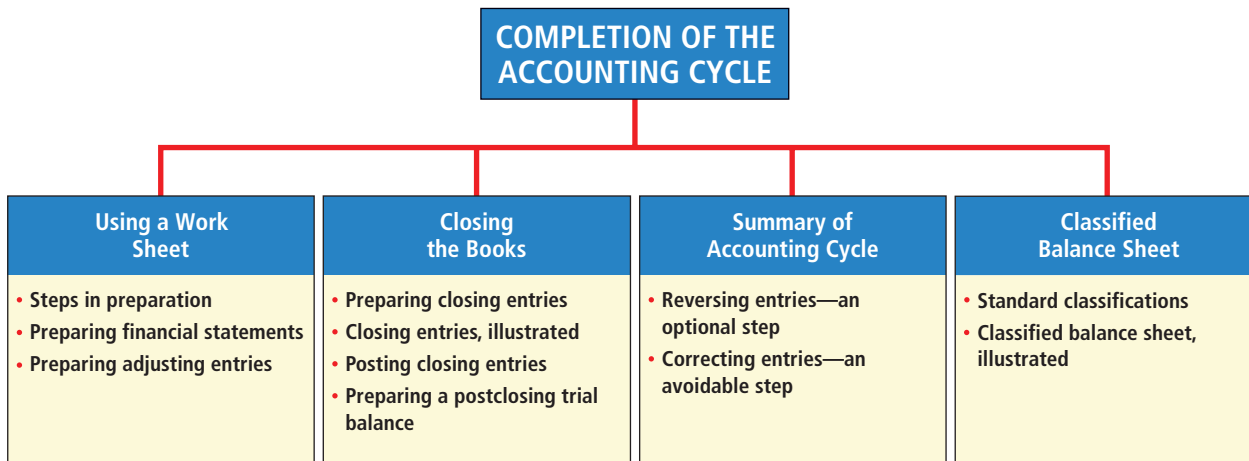 COMPLETION OF THE
ACCOUNTING CYCLE
Using a Work
Sheet
• Steps in preparation
• Preparing financial statements
• Preparing adjusting entries
Closing
the Books
• Preparing closing entries
• Closing entries, illustrated
• Posting closing entries
• Preparing a postclosing trial
balance
Summary of
Accounting Cycle
• Reversing entries—an
optional step
• Correcting entries—an
avoidable step
Classified
Balance Sheet
• Standard classifications
• Classified balance sheet,
illustrated